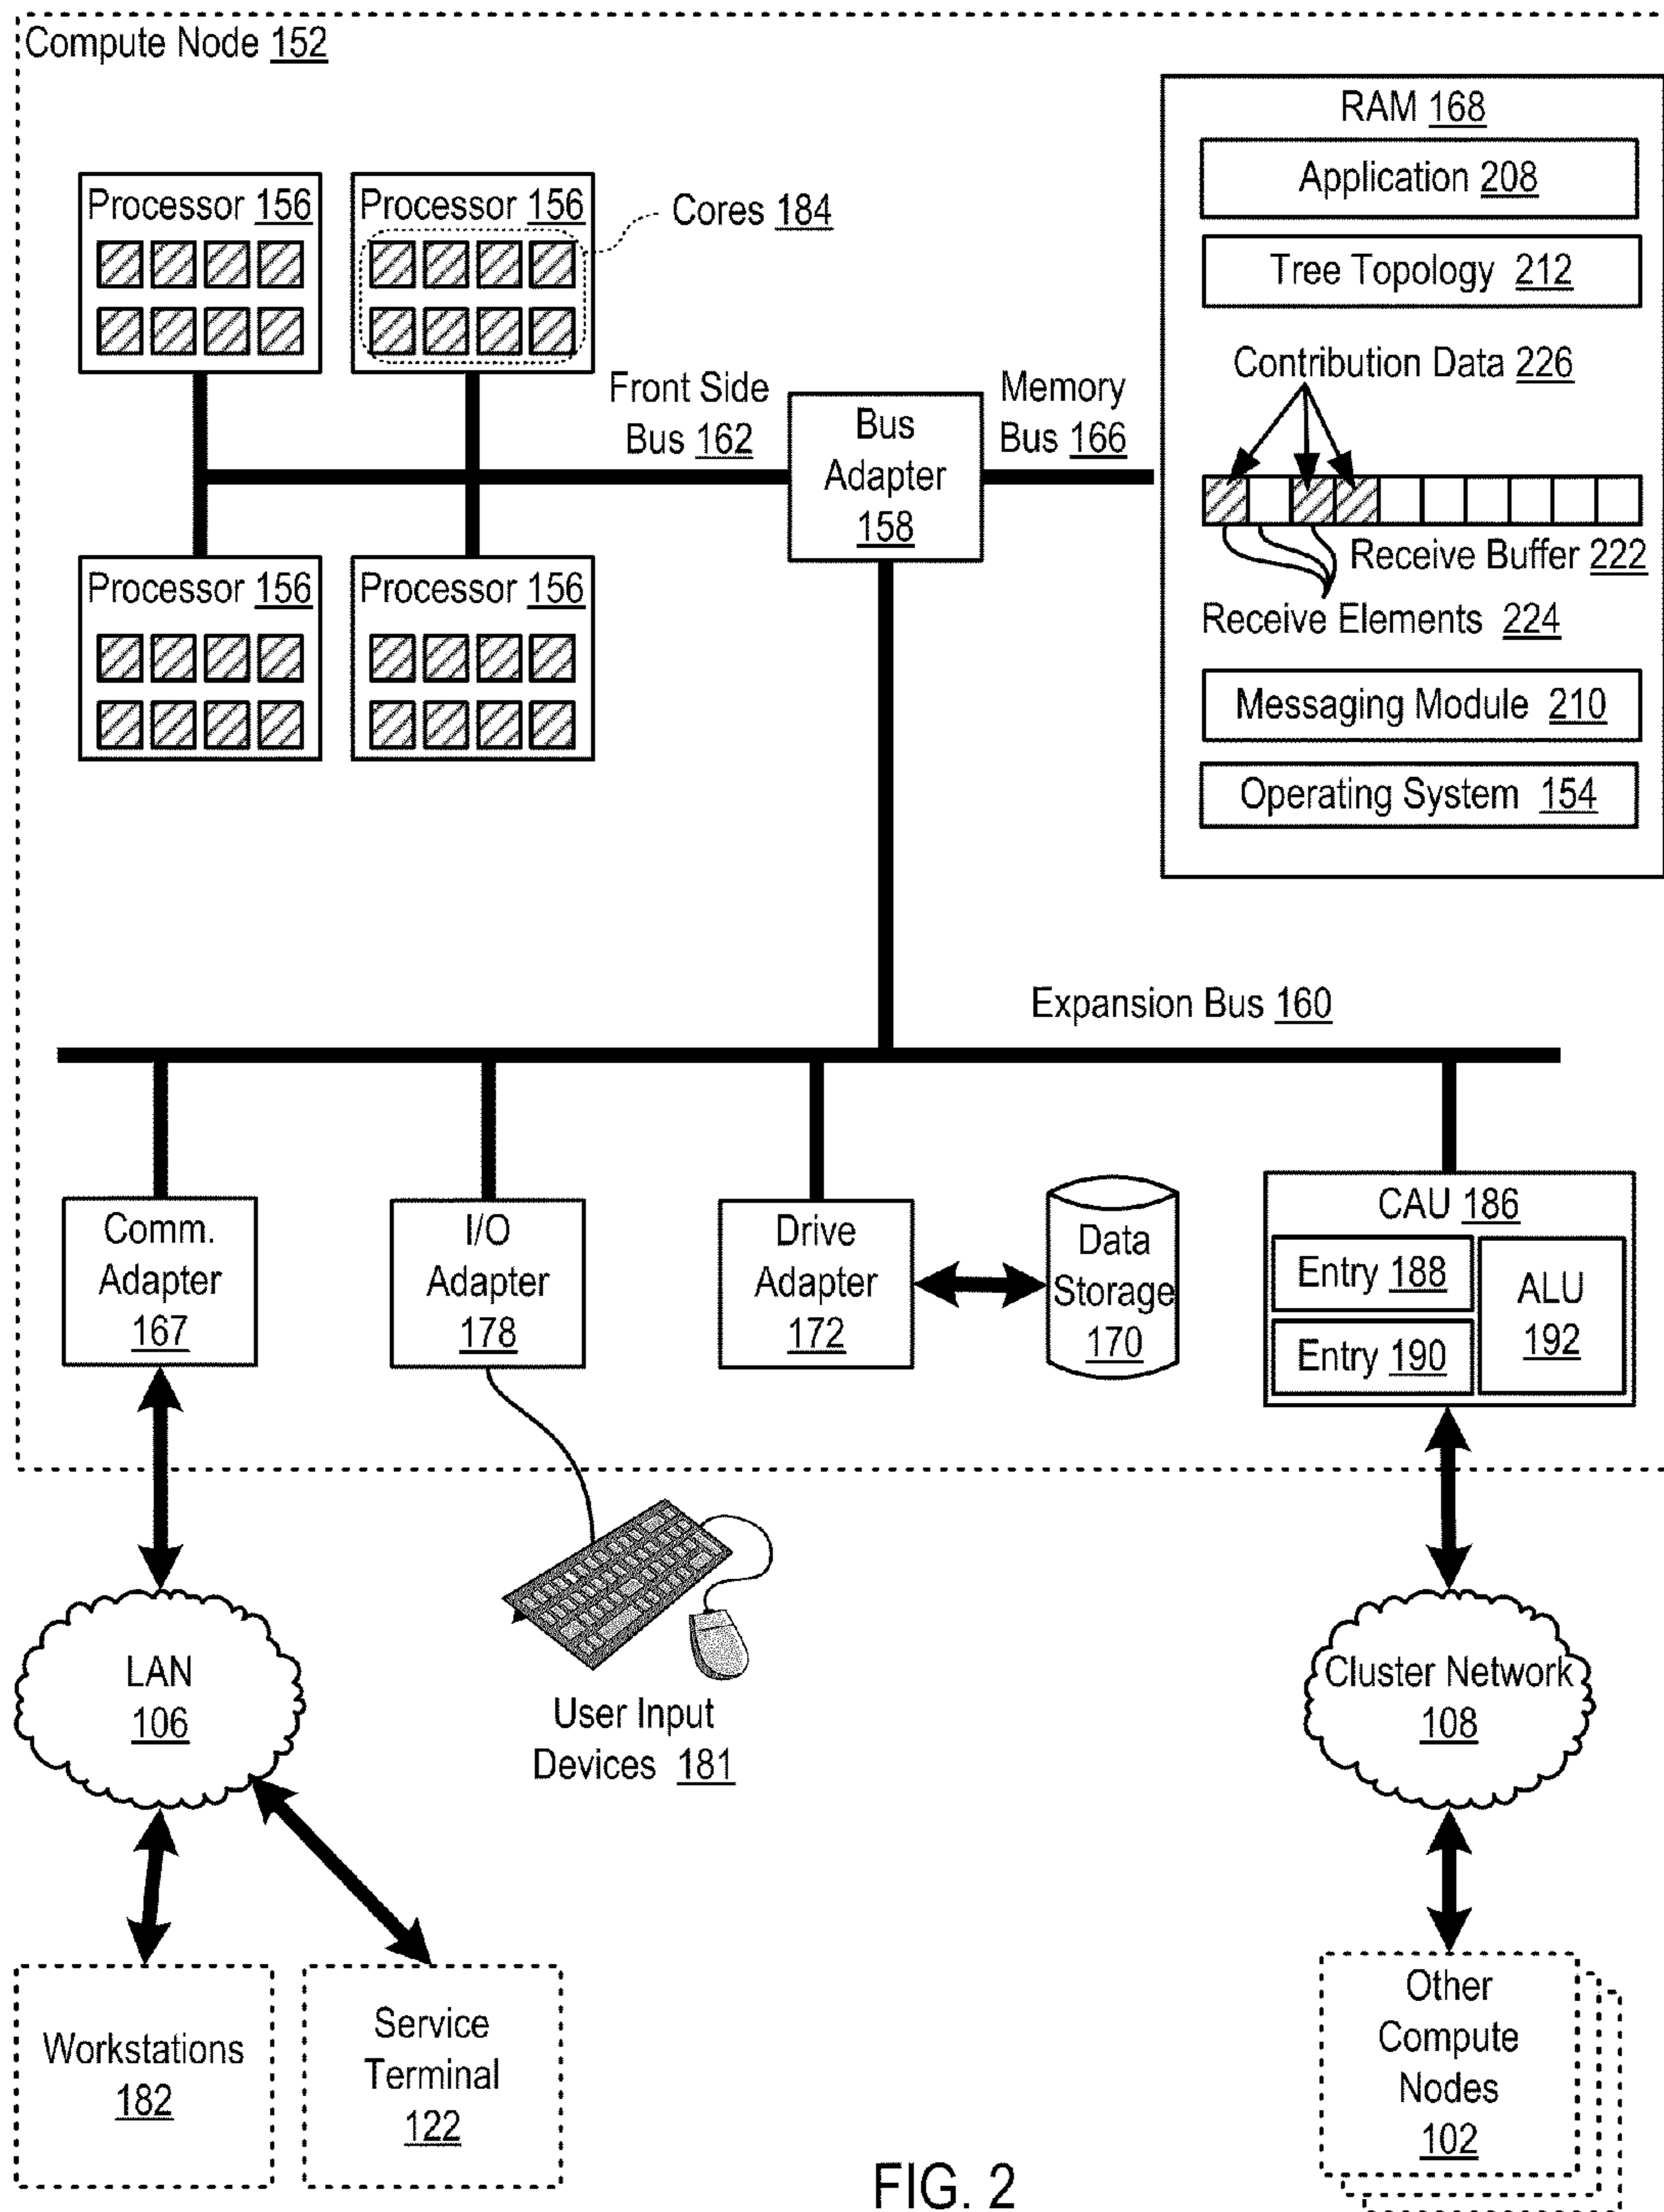 Compute Node 152
RAM 168
Application 208
Tree Topology 212
Contribution Data 226
Receive Buffer 222
Receive Elements 224
Messaging Module 210
Operating System 154
Processor 156
Processor 156
Cores 184
Processor 156
Processor 156
Front Side
Bus 162
Bus
Adapter
158
Memory
Bus 166
Expansion Bus 160
Comm.
Adapter
167
I/O
Adapter
178
Drive
Adapter
172
Data
Storage
170
CAU 186
Entry 188
Entry 190
ALU
192
LAN
106
User Input
Devices 181
Cluster Network
108
Workstations
182
Service
Terminal
122
Other
Compute
Nodes
102
FIG. 2